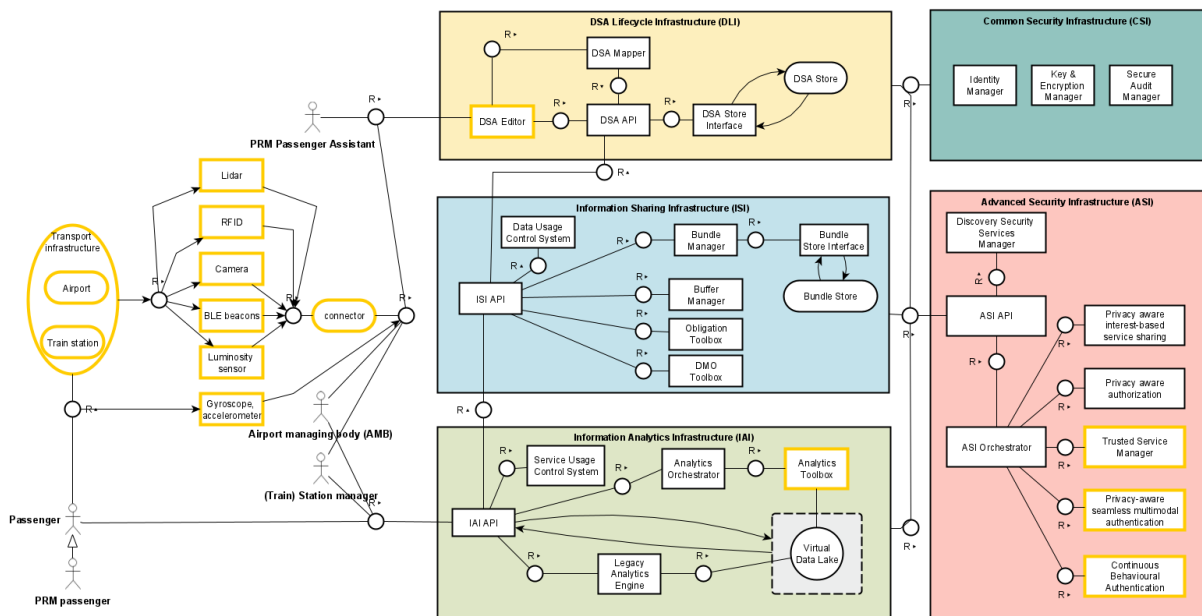 DSA Lifecycle Infrastructure (DLI)
R ▸
DSA Mapper
R ▾
DSA Store
R ▸
DSA Editor
R ▸
DSA API
R ▸
DSA Store
Interface
R ▴
Common Security Infrastructure (CSI)
Identity
Manager
Key &
Encryption
Manager
Secure
Audit
Manager
R ▸
PRM Passenger Assistant
R ▸
Transport
infrastructure
Airport
Train station
R ▸
Lidar
RFID
Camera
BLE beacons
Luminosity
sensor
Gyroscope,
accelerometer
R ▸
connector
R ▸
R ▴
Airport managing body (AMB)
(Train) Station manager
R ▸
Passenger
PRM passenger
Information Sharing Infrastructure (ISI)
Data Usage
Control System
R ▴
R ▸
Bundle
Manager
R ▸
Bundle
Store Interface
Bundle Store
ISI API
R ▸
Buffer
Manager
R ▸
Obligation
Toolbox
R ▸
DMO
Toolbox
R ▴
R ▸
Information Analytics Infrastructure (IAI)
R ▸
Service Usage
Control System
R ▸
Analytics
Orchestrator
R ▸
Analytics
Toolbox
IAI API
Virtual
Data Lake
R ▸
Legacy
Analytics
Engine
R ▸
R ▸
Advanced Security Infrastructure (ASI)
Discovery Security
Services
Manager
R ▸
ASI API
R ▸
ASI Orchestrator
R ▸
Privacy aware
interest-based
service sharing
R ▸
Privacy aware
authorization
R ▸
Trusted Service
Manager
R ▸
Privacy-aware
seamless multimodal
authentication
R ▸
Continuous
Behavioural
Authentication